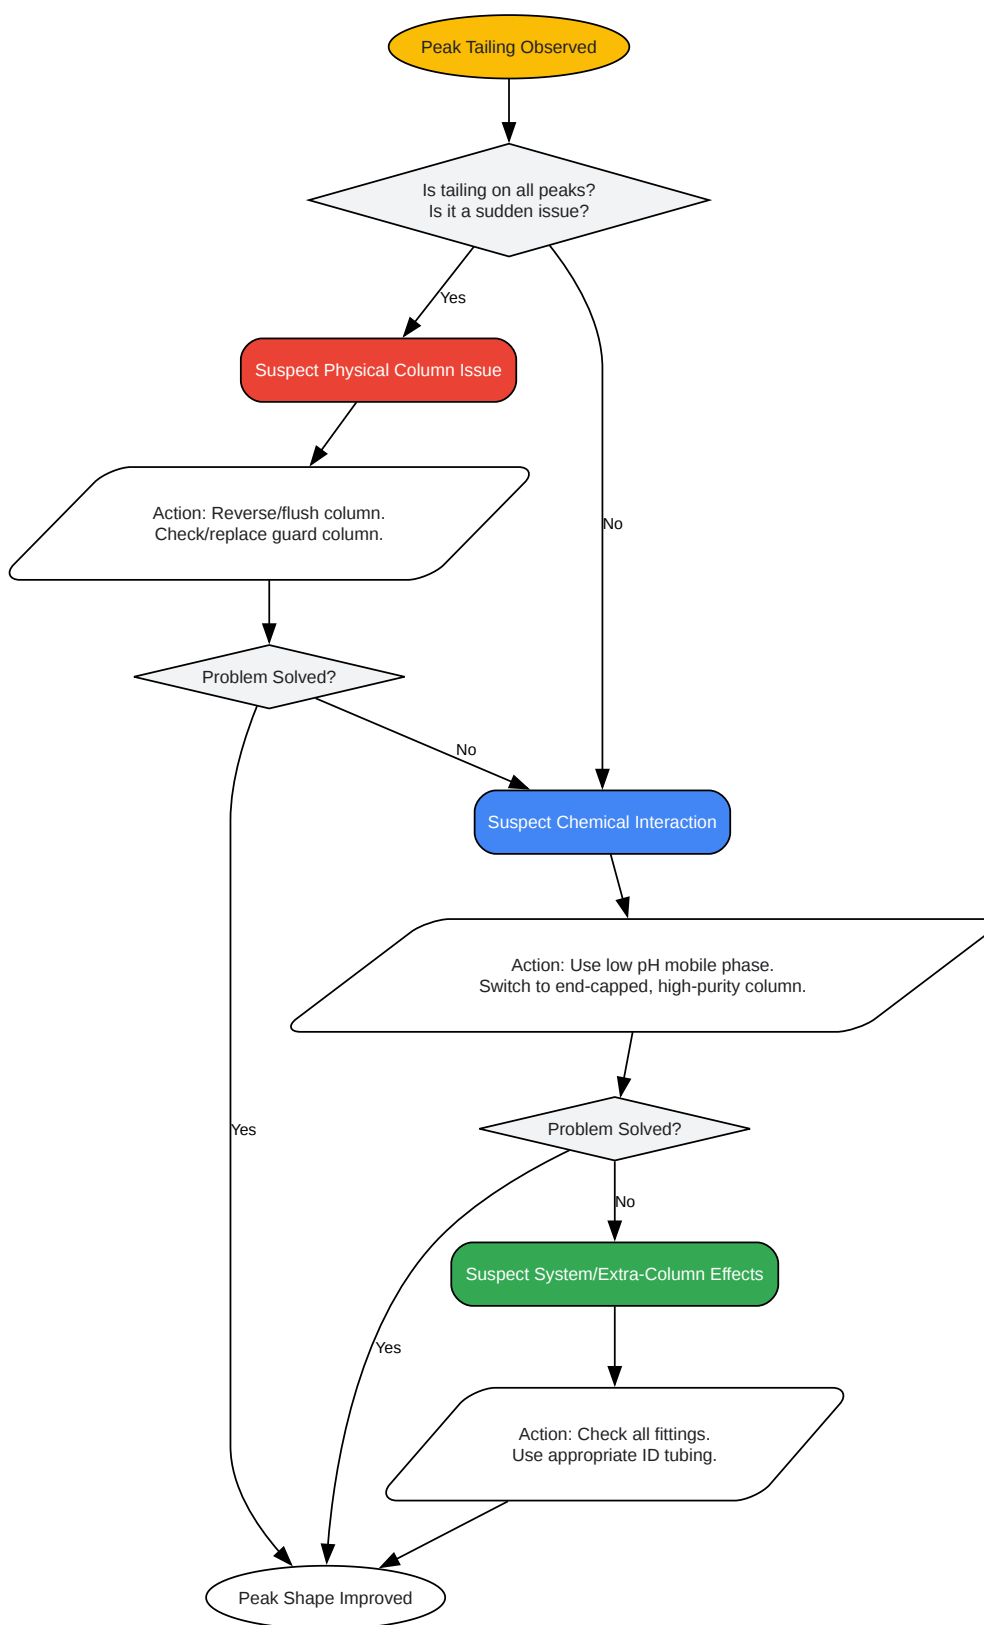 Peak Tailing Observed
Is tailing on all peaks?
Is it a sudden issue?
Yes
Suspect Physical Column Issue
Action: Reverse/flush column.
Check/replace guard column.
No
Problem Solved?
No
Suspect Chemical Interaction
Action: Use low pH mobile phase.
Switch to end-capped, high-purity column.
Yes
Problem Solved?
No
Suspect System/Extra-Column Effects
Yes
Action: Check all fittings.
Use appropriate ID tubing.
Peak Shape Improved